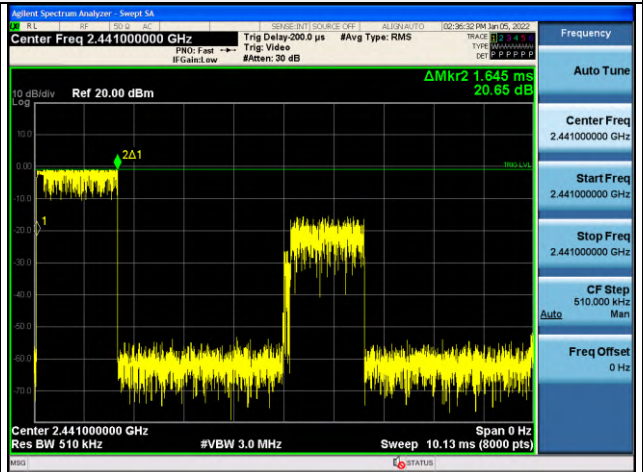 Agilent Spectrum Analyzer - Swept SA
RL RF 50 Ω AC SENSE:INT SOURCE OFF ALIGN AUTO 02:36:32 PM Jan 05, 2022
Center Freq 2.441000000 GHz
PNO: Fast
IFGain:Low
Trig Delay-200.0 µs #Avg Type: RMS
Trig: Video
#Atten: 30 dB
TRACE 1 2 3 4 5 6
TYPE
DET P P P P P P
ΔMkr2 1.645 ms
20.65 dB
10 dB/div Ref 20.00 dBm
Log
10.0
0.00
-10.0
-20.0
-30.0
-40.0
-50.0
-60.0
-70.0
2Δ1
1
TRIG LVL
Center 2.441000000 GHz Span 0 Hz
Res BW 510 kHz #VBW 3.0 MHz Sweep 10.13 ms (8000 pts)
MSG STATUS
Frequency
Auto Tune
Center Freq
2.441000000 GHz
Start Freq
2.441000000 GHz
Stop Freq
2.441000000 GHz
CF Step
510.000 kHz
Auto Man
Freq Offset
0 Hz